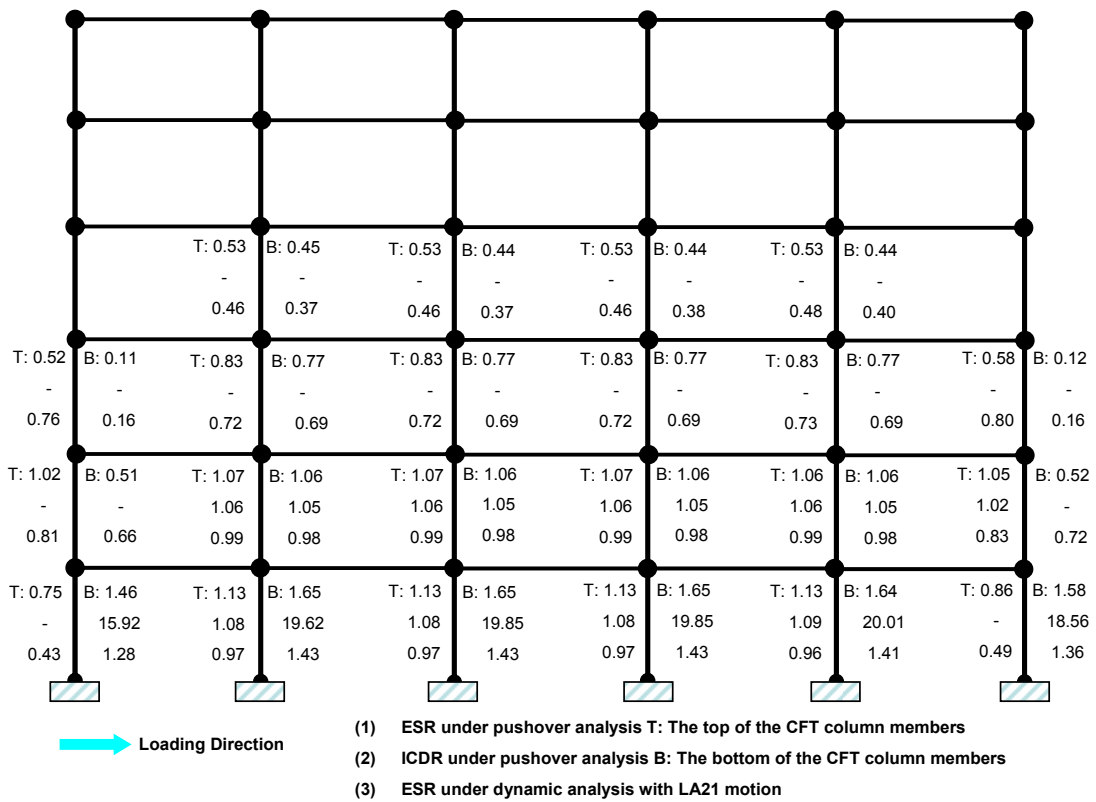 T: 0.53 B: 0.45 T: 0.53 B: 0.44 T: 0.53 B: 0.44 T: 0.53 B: 0.44
- - - - - - - -
0.46 0.37 0.46 0.37 0.46 0.38 0.48 0.40
T: 0.52 B: 0.11 T: 0.83 B: 0.77 T: 0.83 B: 0.77 T: 0.83 B: 0.77 T: 0.83 B: 0.77 T: 0.58 B: 0.12
- - - - - - - - - - - -
0.76 0.16 0.72 0.69 0.72 0.69 0.72 0.69 0.73 0.69 0.80 0.16
T: 1.02 B: 0.51 T: 1.07 B: 1.06 T: 1.07 B: 1.06 T: 1.07 B: 1.06 T: 1.06 B: 1.06 T: 1.05 B: 0.52
- - 1.06 1.05 1.06 1.05 1.06 1.05 1.06 1.05 1.02 -
0.81 0.66 0.99 0.98 0.99 0.98 0.99 0.98 0.99 0.98 0.83 0.72
T: 0.75 B: 1.46 T: 1.13 B: 1.65 T: 1.13 B: 1.65 T: 1.13 B: 1.65 T: 1.13 B: 1.64 T: 0.86 B: 1.58
- 15.92 1.08 19.62 1.08 19.85 1.08 19.85 1.09 20.01 - 18.56
0.43 1.28 0.97 1.43 0.97 1.43 0.97 1.43 0.96 1.41 0.49 1.36
Loading Direction
(1) ESR under pushover analysis T: The top of the CFT column members
(2) ICDR under pushover analysis B: The bottom of the CFT column members
(3) ESR under dynamic analysis with LA21 motion